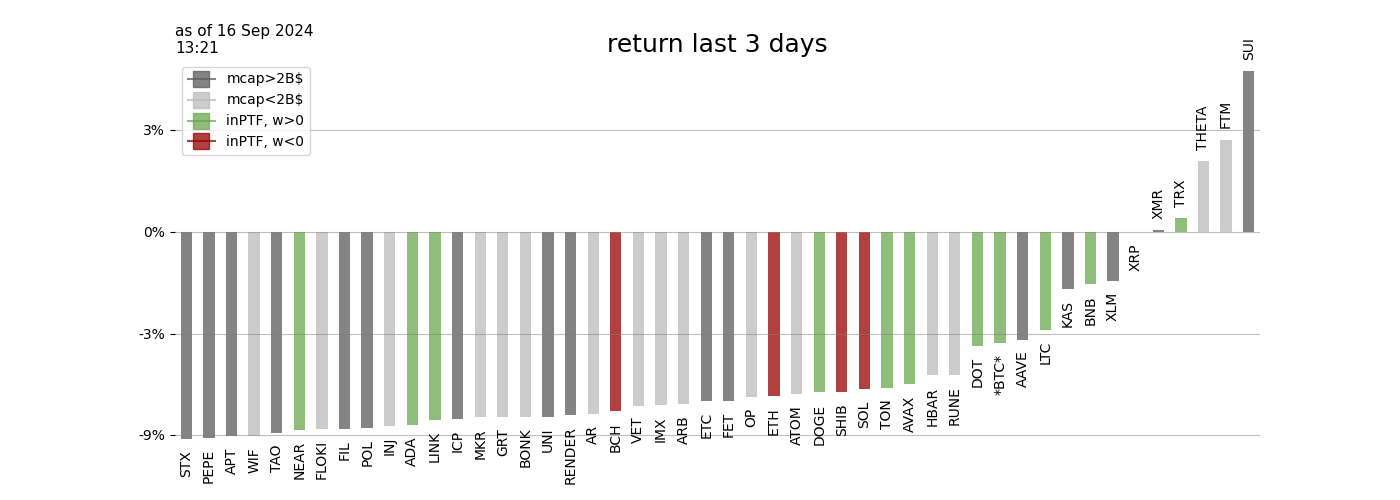 as of 16 Sep 2024
13:21
return last 3 days
mcap>2B$
mcap<2B$
inPTF, w>0
inPTF, w<0
3%
0%
-3%
-9%
STX
PEPE
APT
WIF
TAO
NEAR
FLOKI
FIL
POL
INJ
ADA
LINK
ICP
MKR
GRT
BONK
UNI
RENDER
AR
BCH
VET
IMX
ARB
ETC
FET
OP
ETH
ATOM
DOGE
SHIB
SOL
TON
AVAX
HBAR
RUNE
DOT
*BTC*
AAVE
LTC
KAS
BNB
XLM
XRP
XMR
TRX
THETA
FTM
SUI